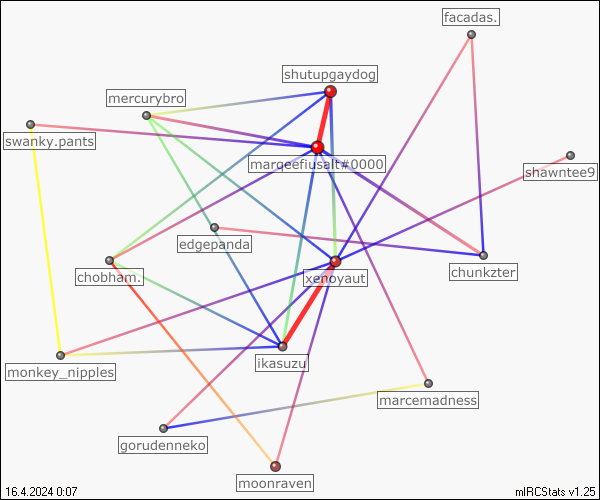 facadas.
shutupgaydog
mercurybro
swanky.pants
marqeefiusalt#0000
shawntee9
edgepanda
chobham.
xenoyaut
chunkzter
ikasuzu
monkey_nipples
marcemadness
gorudenneko
moonraven
16.4.2024 0:07
mIRCStats v1.25